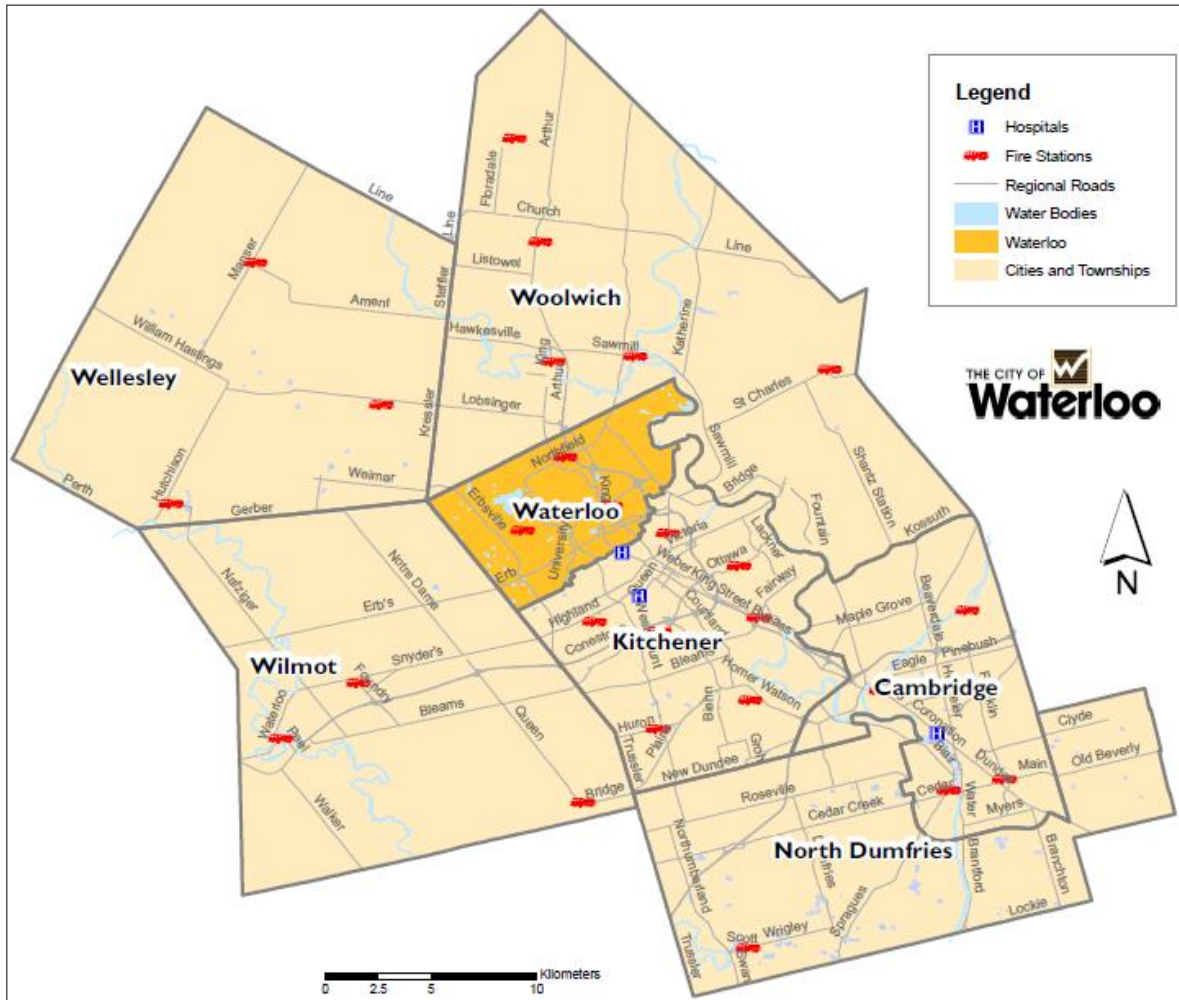 Legend
Hospitals
Fire Stations
Regional Roads
Water Bodies
Waterloo
Cities and Townships
THE CITY OF
Waterloo
N
Arthur
Floradale
Line
Line
Church
Line
Manser
Listowel
Steffler
Woolwich
Ament
Katherine
Hawkesville
Sawmill
King
William Hastings
Arthur
Wellesley
St Charles
Kressler
Lobsinger
Sawmill
Northfield
Shantz Station
Hutchison
Weimar
Bridge
Perth
Erbsville
King
Gerber
Waterloo
Fountain
Kossuth
University
Victoria
Lackner
Notre Dame
Ottawa
Weber
King Street Bypass
Nafziger
Erb
Queen
Fairway
Beaverdale
Erb's
Highland
Courtland
Maple Grove
Kitchener
Snyder's
Bleams
Eagle
Pinebush
Wilmot
Foundry
Homer Watson
Cambridge
Waterloo
Bleams
Queen
Blehn
Coronation
Peel
Huron
Clyde
Trussler
Plains
Blair
Dundas
Old Beverly
New Dundee
Main
Bridge
Roseville
Cedar
Walker
Cedar Creek
Water
Myers
Northumberland
North Dumfries
Brantford
Branchton
Spragues
Lockie
Scott
Wrigley
Trussler
Swan
Kilometers
0 2.5 5 10